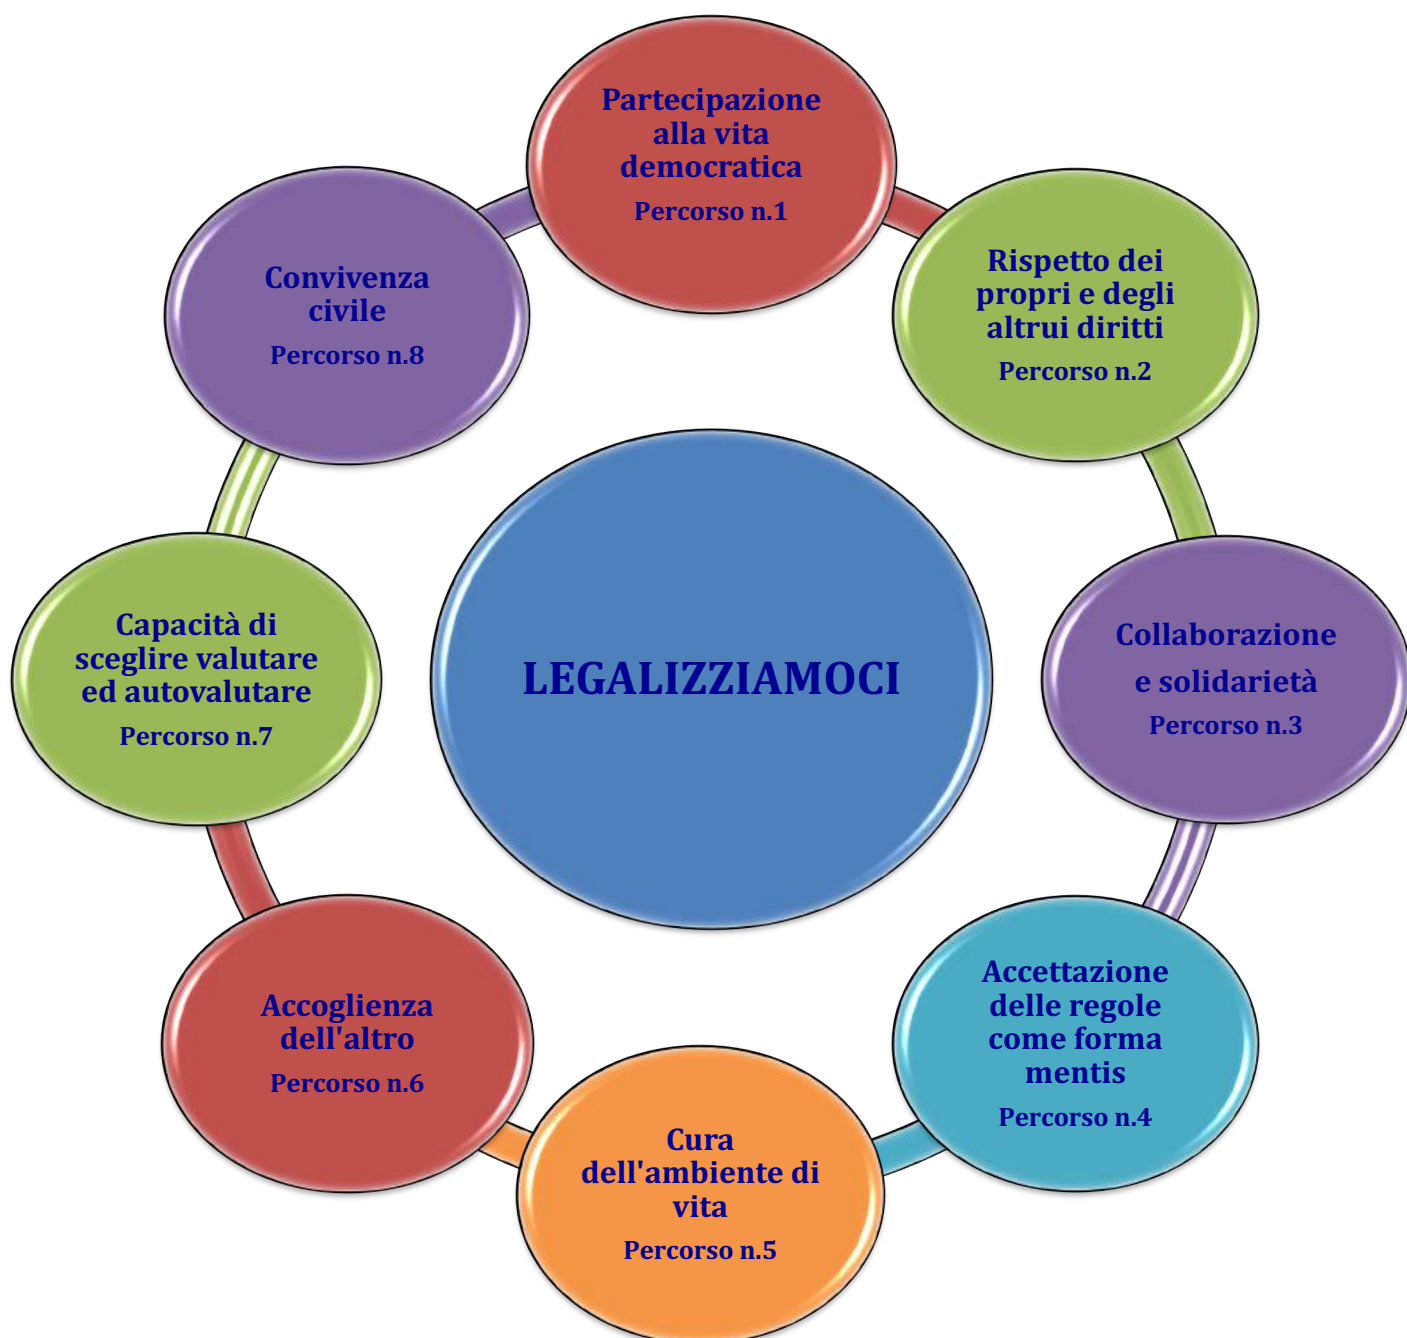 Partecipazione
alla vita
democratica
Percorso n.1
Rispetto dei
propri e degli
altrui diritti
Percorso n.2
Collaborazione
e solidarietà
Percorso n.3
Accettazione
delle regole
come forma
mentis
Percorso n.4
Cura
dell'ambiente di
vita
Percorso n.5
Accoglienza
dell'altro
Percorso n.6
Capacità di
sceglire valutare
ed autovalutare
Percorso n.7
Convivenza
civile
Percorso n.8
LEGALIZZIAMOCI